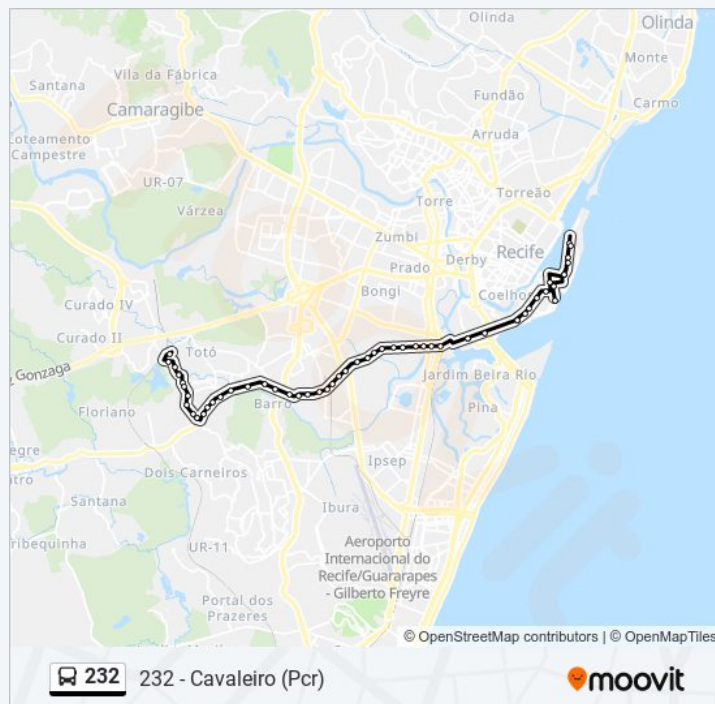 Olinda
Olinda
Monte
Vila da Fábrica
Santana
Fundão
Carmo
Camaragibe
Arruda
Loteamento
Campestre
UR-07
Torre
Torreão
Várzea
Zumbi
Recife
Derby
Prado
Curado IV
Bongi
Coelhos
Curado II
Totó
z Gonzaga
Jardim Beira Rio
Barro
Floriano
Pina
egre
Dois Carneiros
Ipsep
Santana
Ibura
Tribequinha
UR-11
Aeroporto
Internacional do
Recife/Guararapes
- Gilberto Freyre
Portal dos
Prazeres
© OpenStreetMap contributors | © OpenMapTiles
232
232 - Cavaleiro (Pcr)
moovit